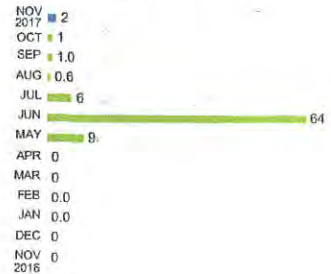 NOV
2017 2
OCT 1
SEP 1.0
AUG 0.6
JUL 6
JUN 64
MAY 9
APR 0
MAR 0
FEB 0.0
JAN 0.0
DEC 0
NOV
2016 0